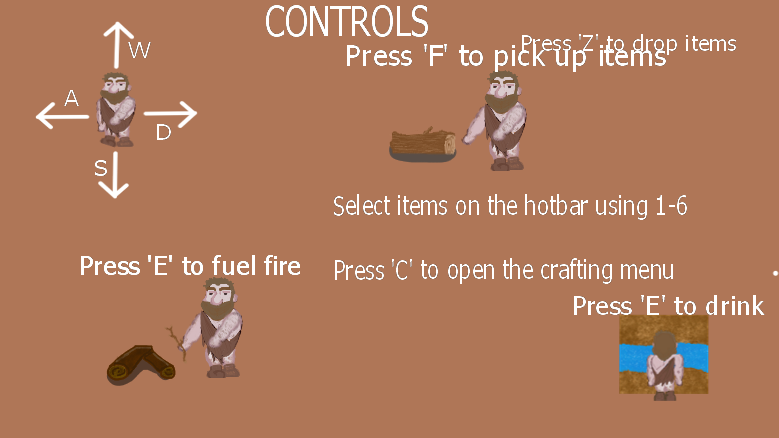 CONTROLS
Press 'Z' to drop items
Press 'F' to pick up items
W
A
D
S
Select items on the hotbar using 1-6
Press 'E' to fuel fire
Press 'C' to open the crafting menu
Press 'E' to drink